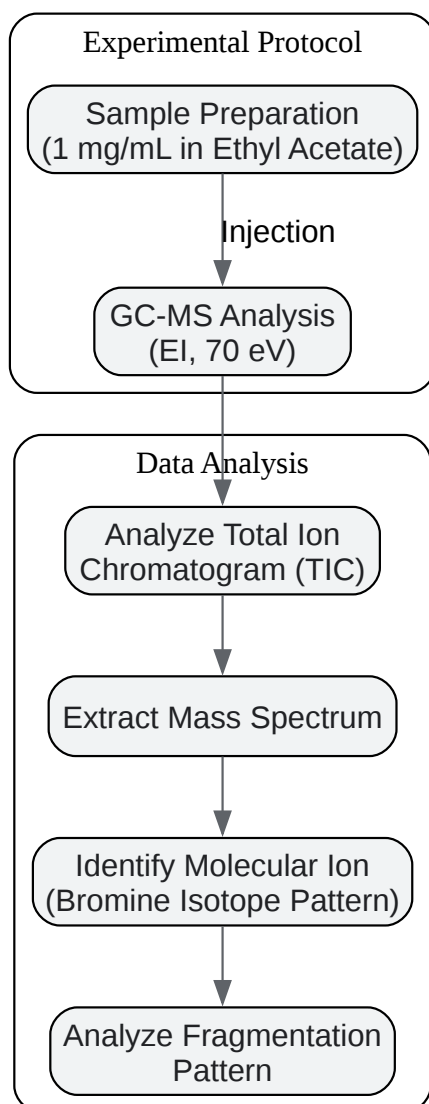 Experimental Protocol
Sample Preparation
(1 mg/mL in Ethyl Acetate)
Injection
GC-MS Analysis
(EI, 70 eV)
Data Analysis
Analyze Total Ion
Chromatogram (TIC)
Extract Mass Spectrum
Identify Molecular Ion
(Bromine Isotope Pattern)
Analyze Fragmentation
Pattern